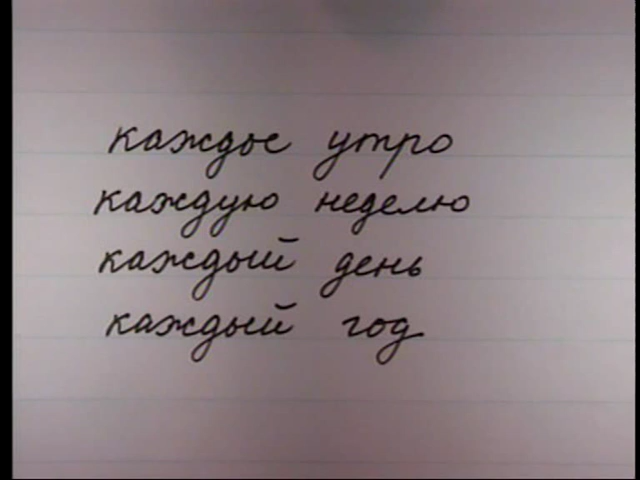 каждое утро
каждую неделю
каждый день
каждый год